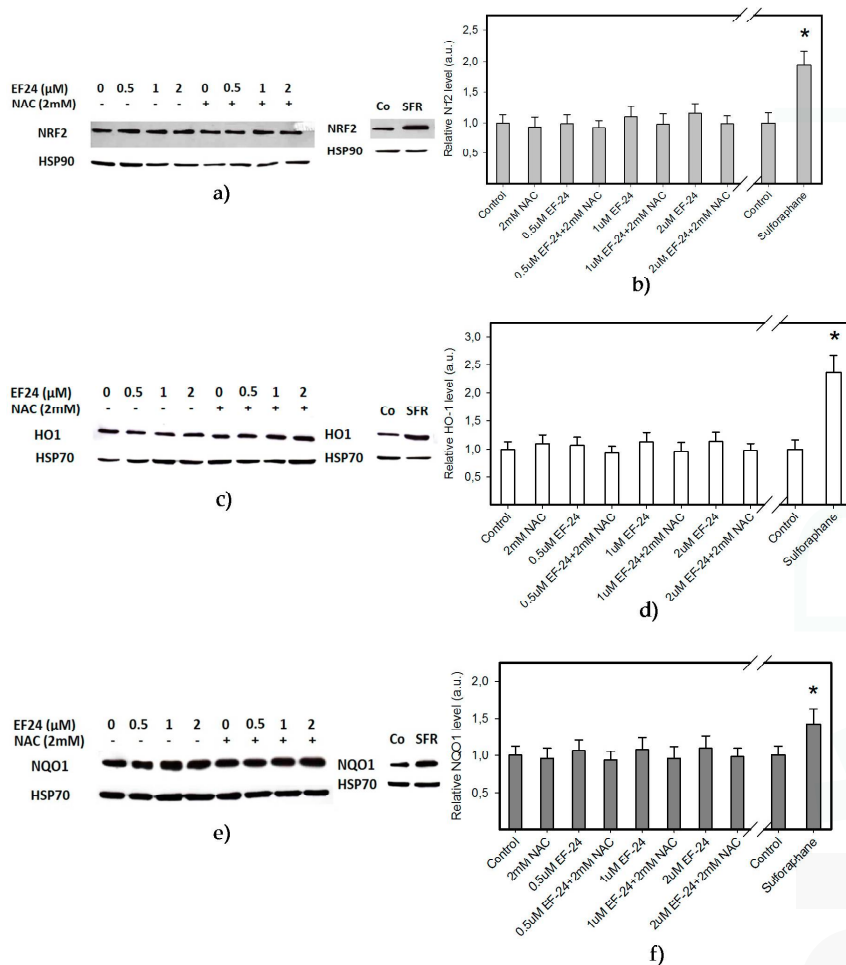 EF24 (µM) 0 0.5 1 2 0 0.5 1 2
NAC (2mM) - - - - + + + +
NRF2
HSP90
Co SFR
NRF2
HSP90
a)
Relative Nrf2 level (a.u.)
2,5
2,0
1,5
1,0
0,5
*
Control
2mM NAC
0.5uM EF-24
0.5uM EF-24+2mM NAC
1uM EF-24
1uM EF-24+2mM NAC
2uM EF-24
2uM EF-24+2mM NAC
Control
Sulforaphane
b)
EF24 (µM) 0 0.5 1 2 0 0.5 1 2
NAC (2mM) - - - - + + + +
HO1
HSP70
Co SFR
HO1
HSP70
c)
Relative HO-1 level (a.u.)
3,0
2,5
2,0
1,5
1,0
0,5
*
Control
2mM NAC
0.5uM EF-24
0.5uM EF-24+2mM NAC
1uM EF-24
1uM EF-24+2mM NAC
2uM EF-24
2uM EF-24+2mM NAC
Control
Sulforaphane
d)
EF24 (µM) 0 0.5 1 2 0 0.5 1 2
NAC (2mM) - - - - + + + +
NQO1
HSP70
Co SFR
NQO1
HSP70
e)
Relative NQO1 level (a.u.)
2,0
1,5
1,0
0,5
*
Control
2mM NAC
0.5uM EF-24
0.5uM EF-24+2mM NAC
1uM EF-24
1uM EF-24+2mM NAC
2uM EF-24
2uM EF-24+2mM NAC
Control
Sulforaphane
f)